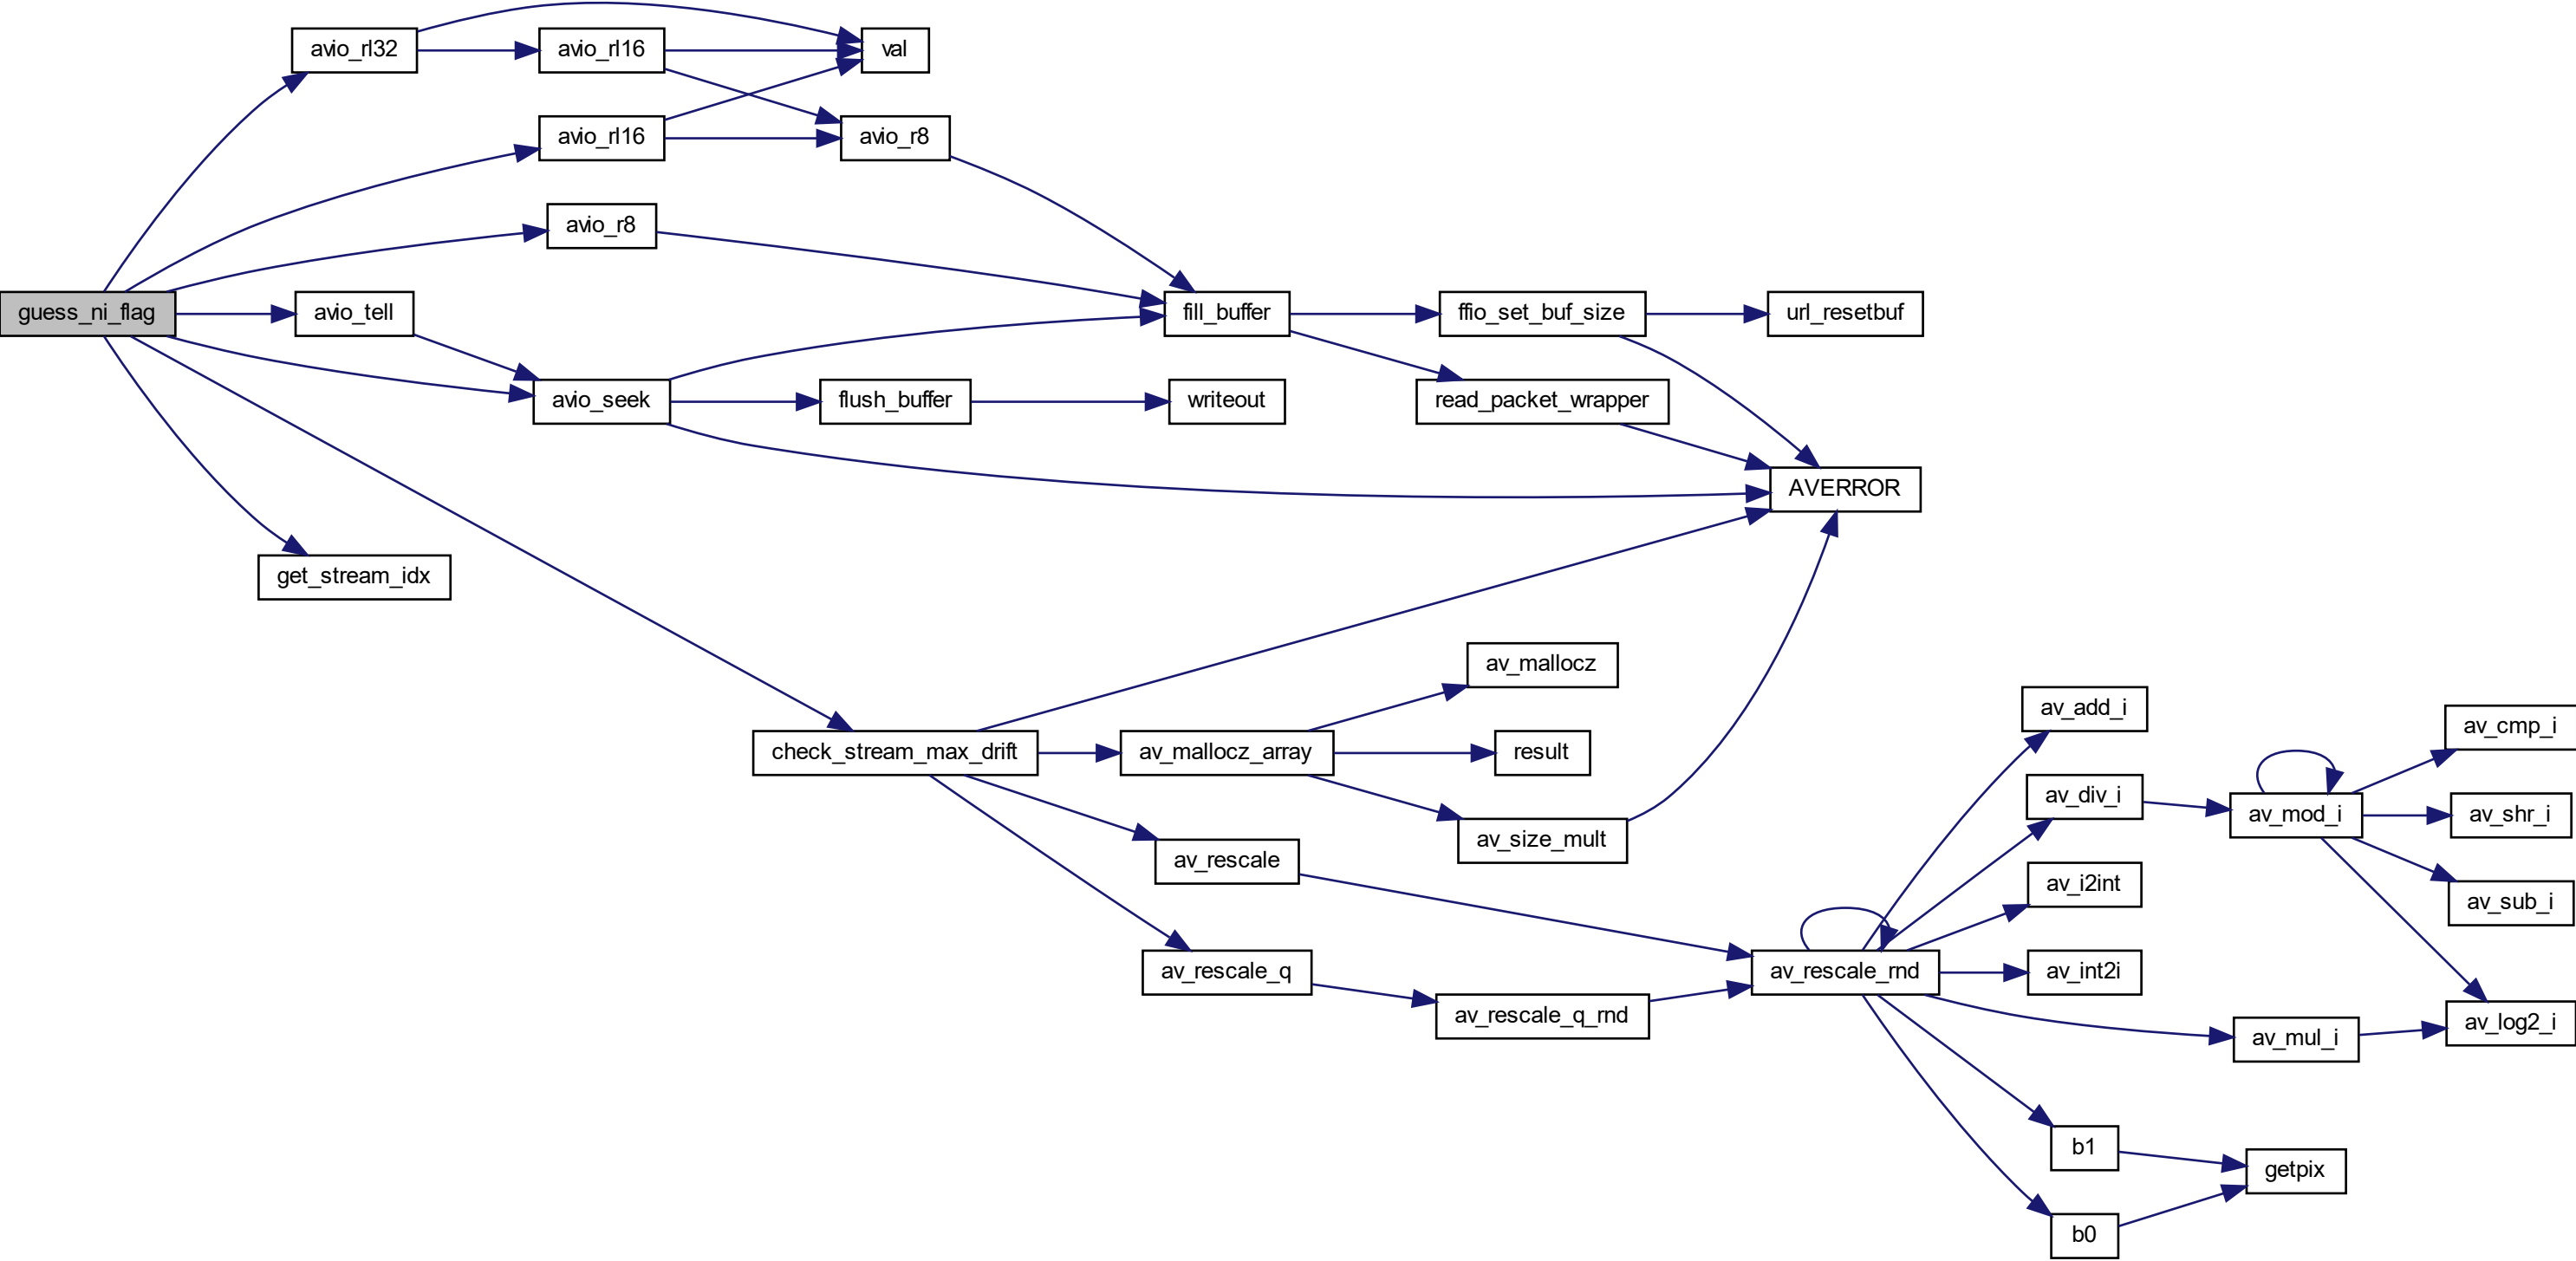 avio_rl32
avio_rl16
val
avio_rl16
avio_r8
avio_r8
guess_ni_flag
avio_tell
fill_buffer
ffio_set_buf_size
url_resetbuf
avio_seek
flush_buffer
writeout
read_packet_wrapper
AVERROR
get_stream_idx
av_mallocz
av_add_i
av_cmp_i
check_stream_max_drift
av_mallocz_array
result
av_div_i
av_mod_i
av_shr_i
av_size_mult
av_rescale
av_i2int
av_sub_i
av_rescale_q
av_rescale_rnd
av_int2i
av_rescale_q_rnd
av_mul_i
av_log2_i
b1
getpix
b0